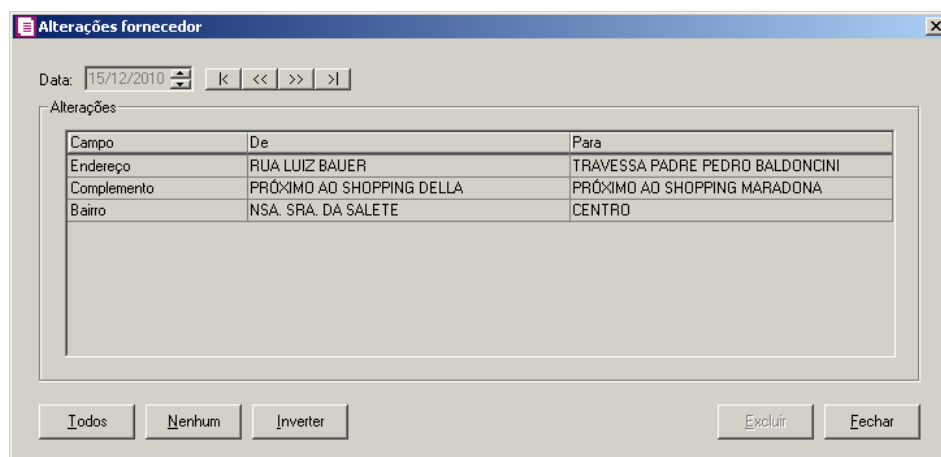 Alterações fornecedor
Data: 15/12/2010 |< << >> >|
Alterações
Campo De Para
Endereço RUA LUIZ BAUER TRAVESSA PADRE PEDRO BALDONCINI
Complemento PRÓXIMO AO SHOPPING DELLA PRÓXIMO AO SHOPPING MARADONA
Bairro NSA. SRA. DA SALETE CENTRO
Todos Nenhum Inverter Excluir Fechar